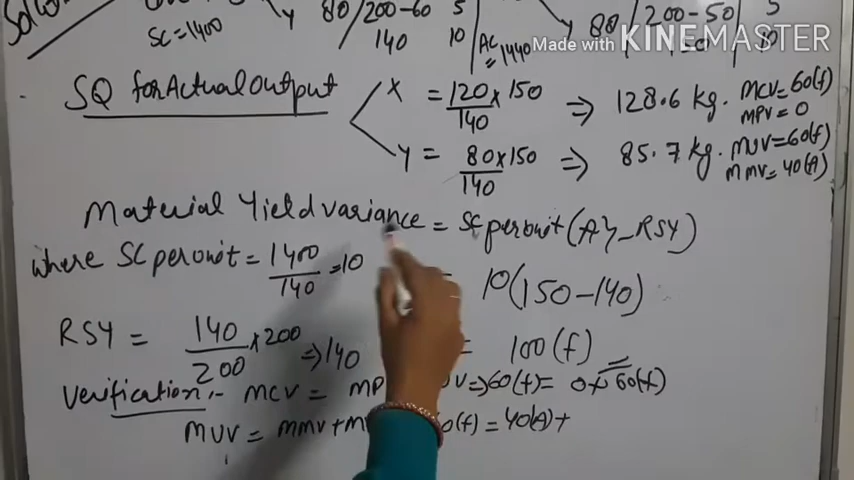 Y 80 200-60 5
Y 80 200-50 5
SC=1400
140 10 AC = 1440
Made with KINEMASTER
SQ for Actual Output
X = 120/140 x 150 ⇒ 128.6 kg. MCV=60(f)
MPV=0
Y = 80x150/140 ⇒ 85.7 kg. MUV=60(f)
MMV=40(A)
Material Yield variance = SC per unit (AY-RSY)
where SC per unit = 1400/140 = 10 = 10(150-140)
RSY = 140/200 x 200 ⇒ 140 = 100(f)
Verification:- MCV = MP UV ⇒ 60(f) = 0+60(f)
MUV = MMV+M 0(f) = 40(A)+